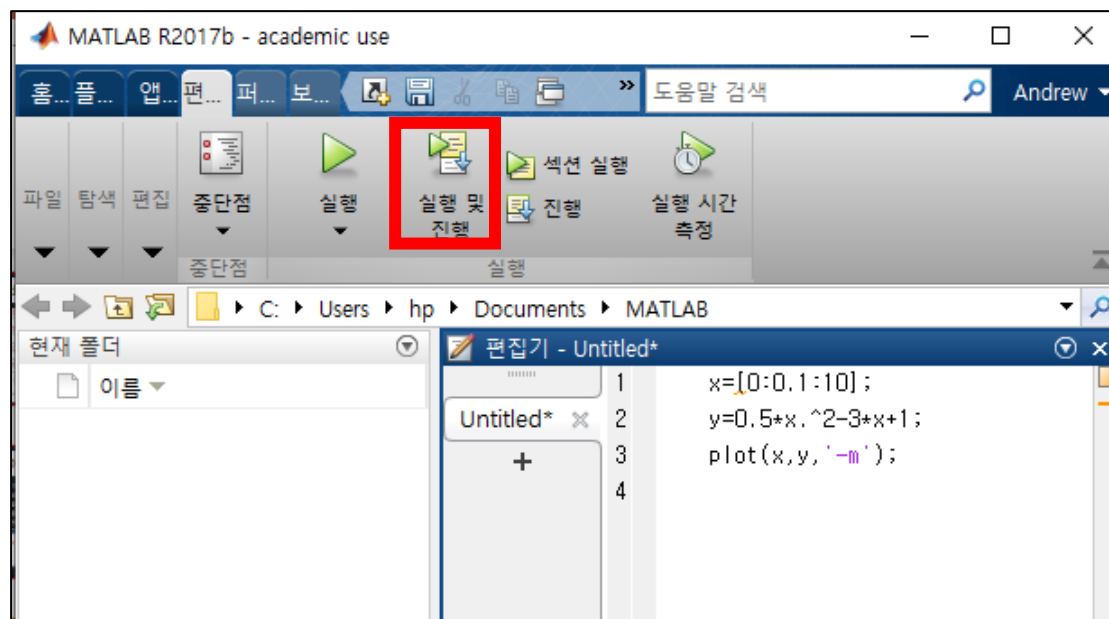 MATLAB R2017b - academic use
홈... 플... 앱... 편... 퍼... 보... » 도움말 검색 Andrew
파일 탐색 편집 중단점 실행 실행 및 진행 섹션 실행 진행 실행 시간 측정
중단점 실행
C: Users hp Documents MATLAB
현재 폴더
이름
편집기 - Untitled*
Untitled*
+
1 x=[0:0.1:10];
2 y=0.5*x.^2-3*x+1;
3 plot(x,y,'-m');
4